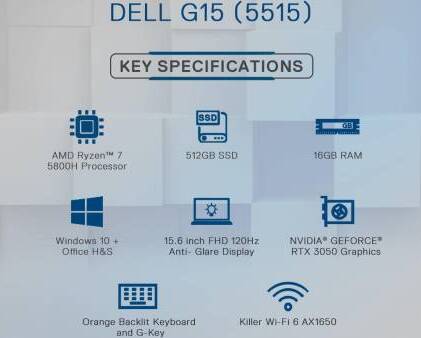 DELL G15 (5515)
KEY SPECIFICATIONS
SSD
GB
AMD Ryzen™ 7
5800H Processor
512GB SSD
16GB RAM
Windows 10 +
Office H&S
15.6 inch FHD 120Hz
Anti- Glare Display
NVIDIA® GEFORCE®
RTX 3050 Graphics
Orange Backlit Keyboard
and G-Key
Killer Wi-Fi 6 AX1650